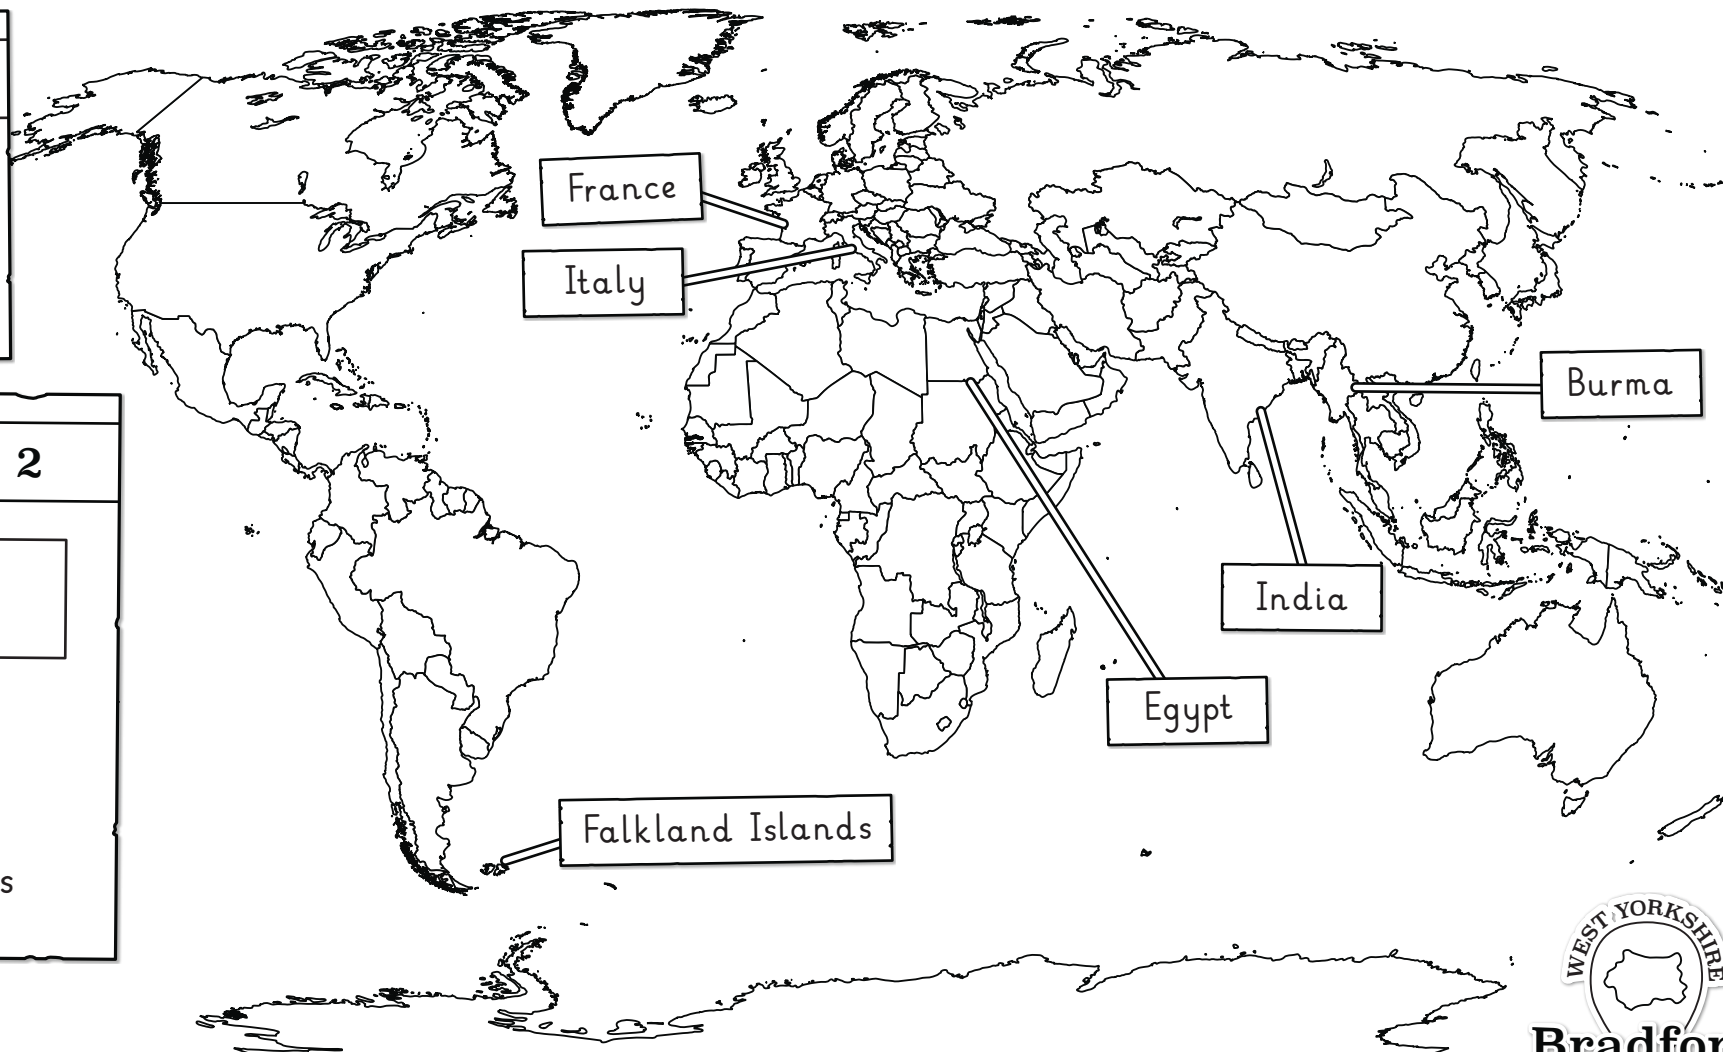 2
s
France
Italy
Burma
India
Egypt
Falkland Islands
WEST YORKSHIRE
Bradfor